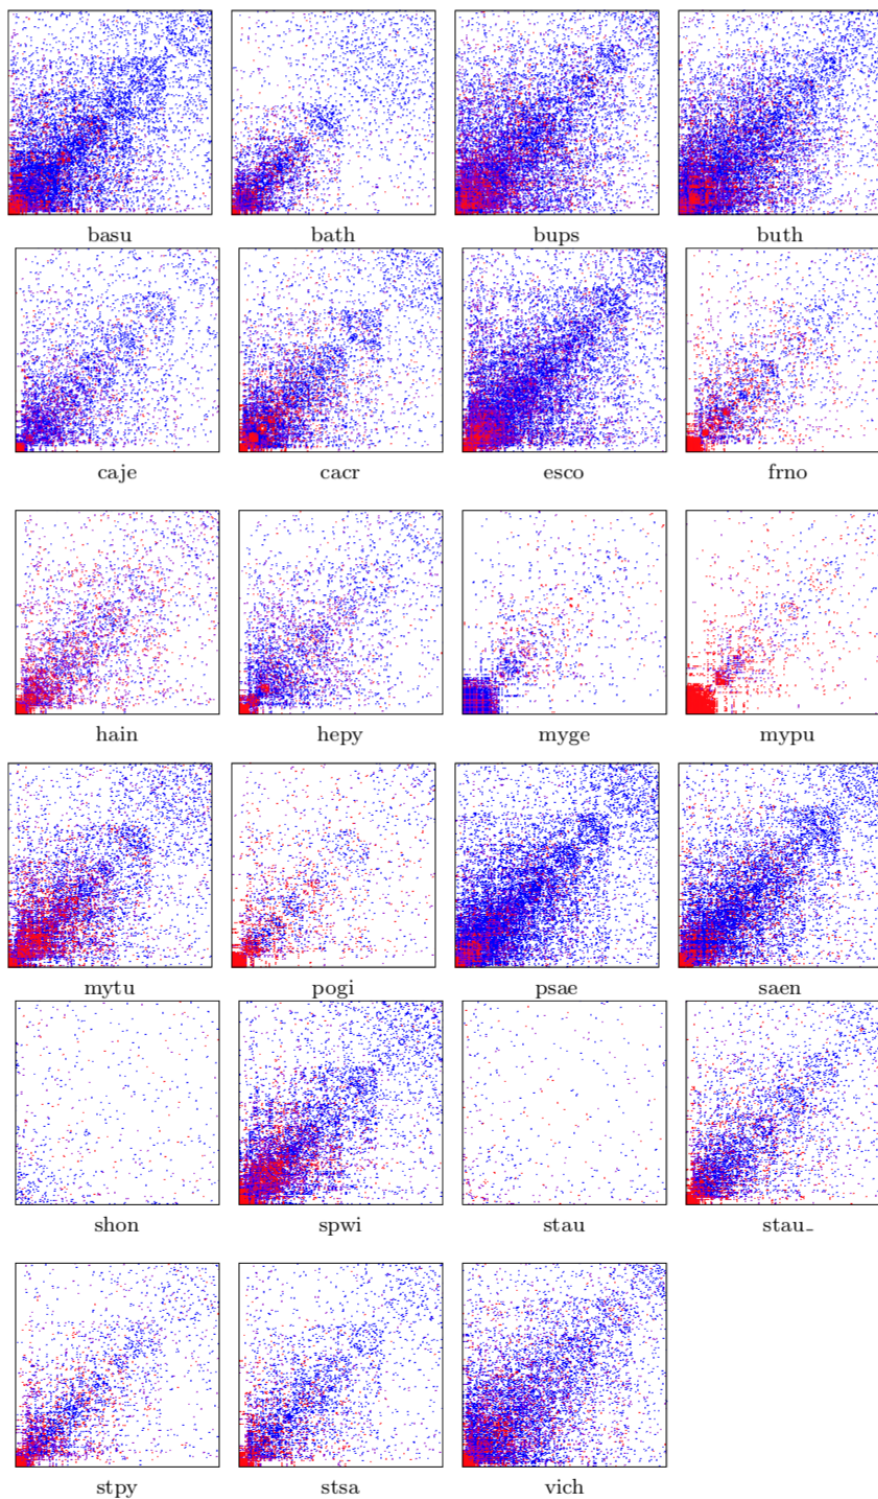 basu bath bups buth
caje cacr esco frno
hain hepy myge mypu
mytu pogi psae saen
shon spwi stau stau_
stpy stsa vich